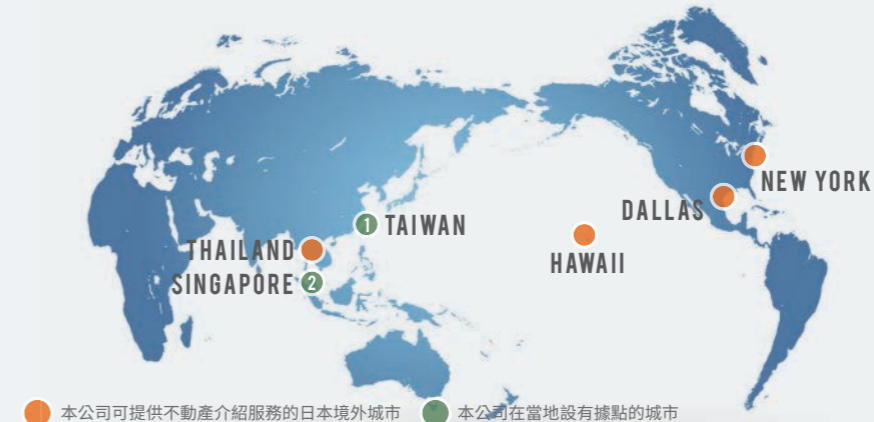 NEW YORK
DALLAS
1 TAIWAN
THAILAND
HAWAII
SINGAPORE 2
本公司可提供不動產介紹服務的日本境外城市
本公司在當地設有據點的城市